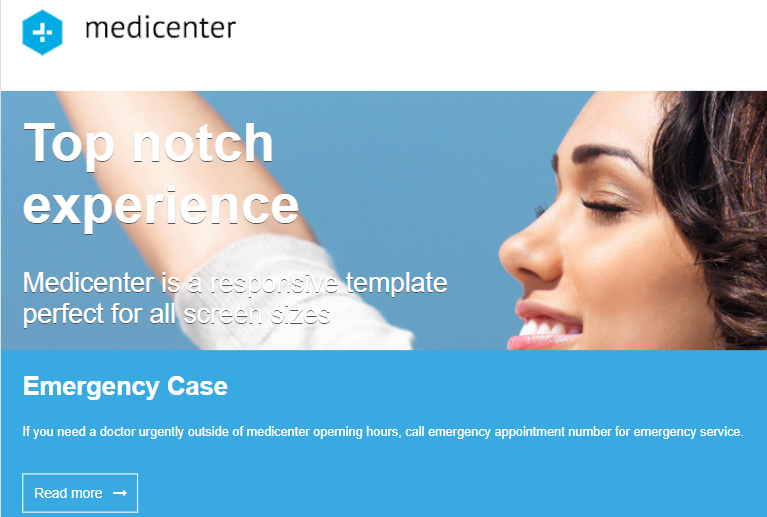 medicenter
Top notch
experience
Medicenter is a responsive template
perfect for all screen sizes
Emergency Case
If you need a doctor urgently outside of medicenter operning hours, call emergency appointment number for emergency service.
Read more →